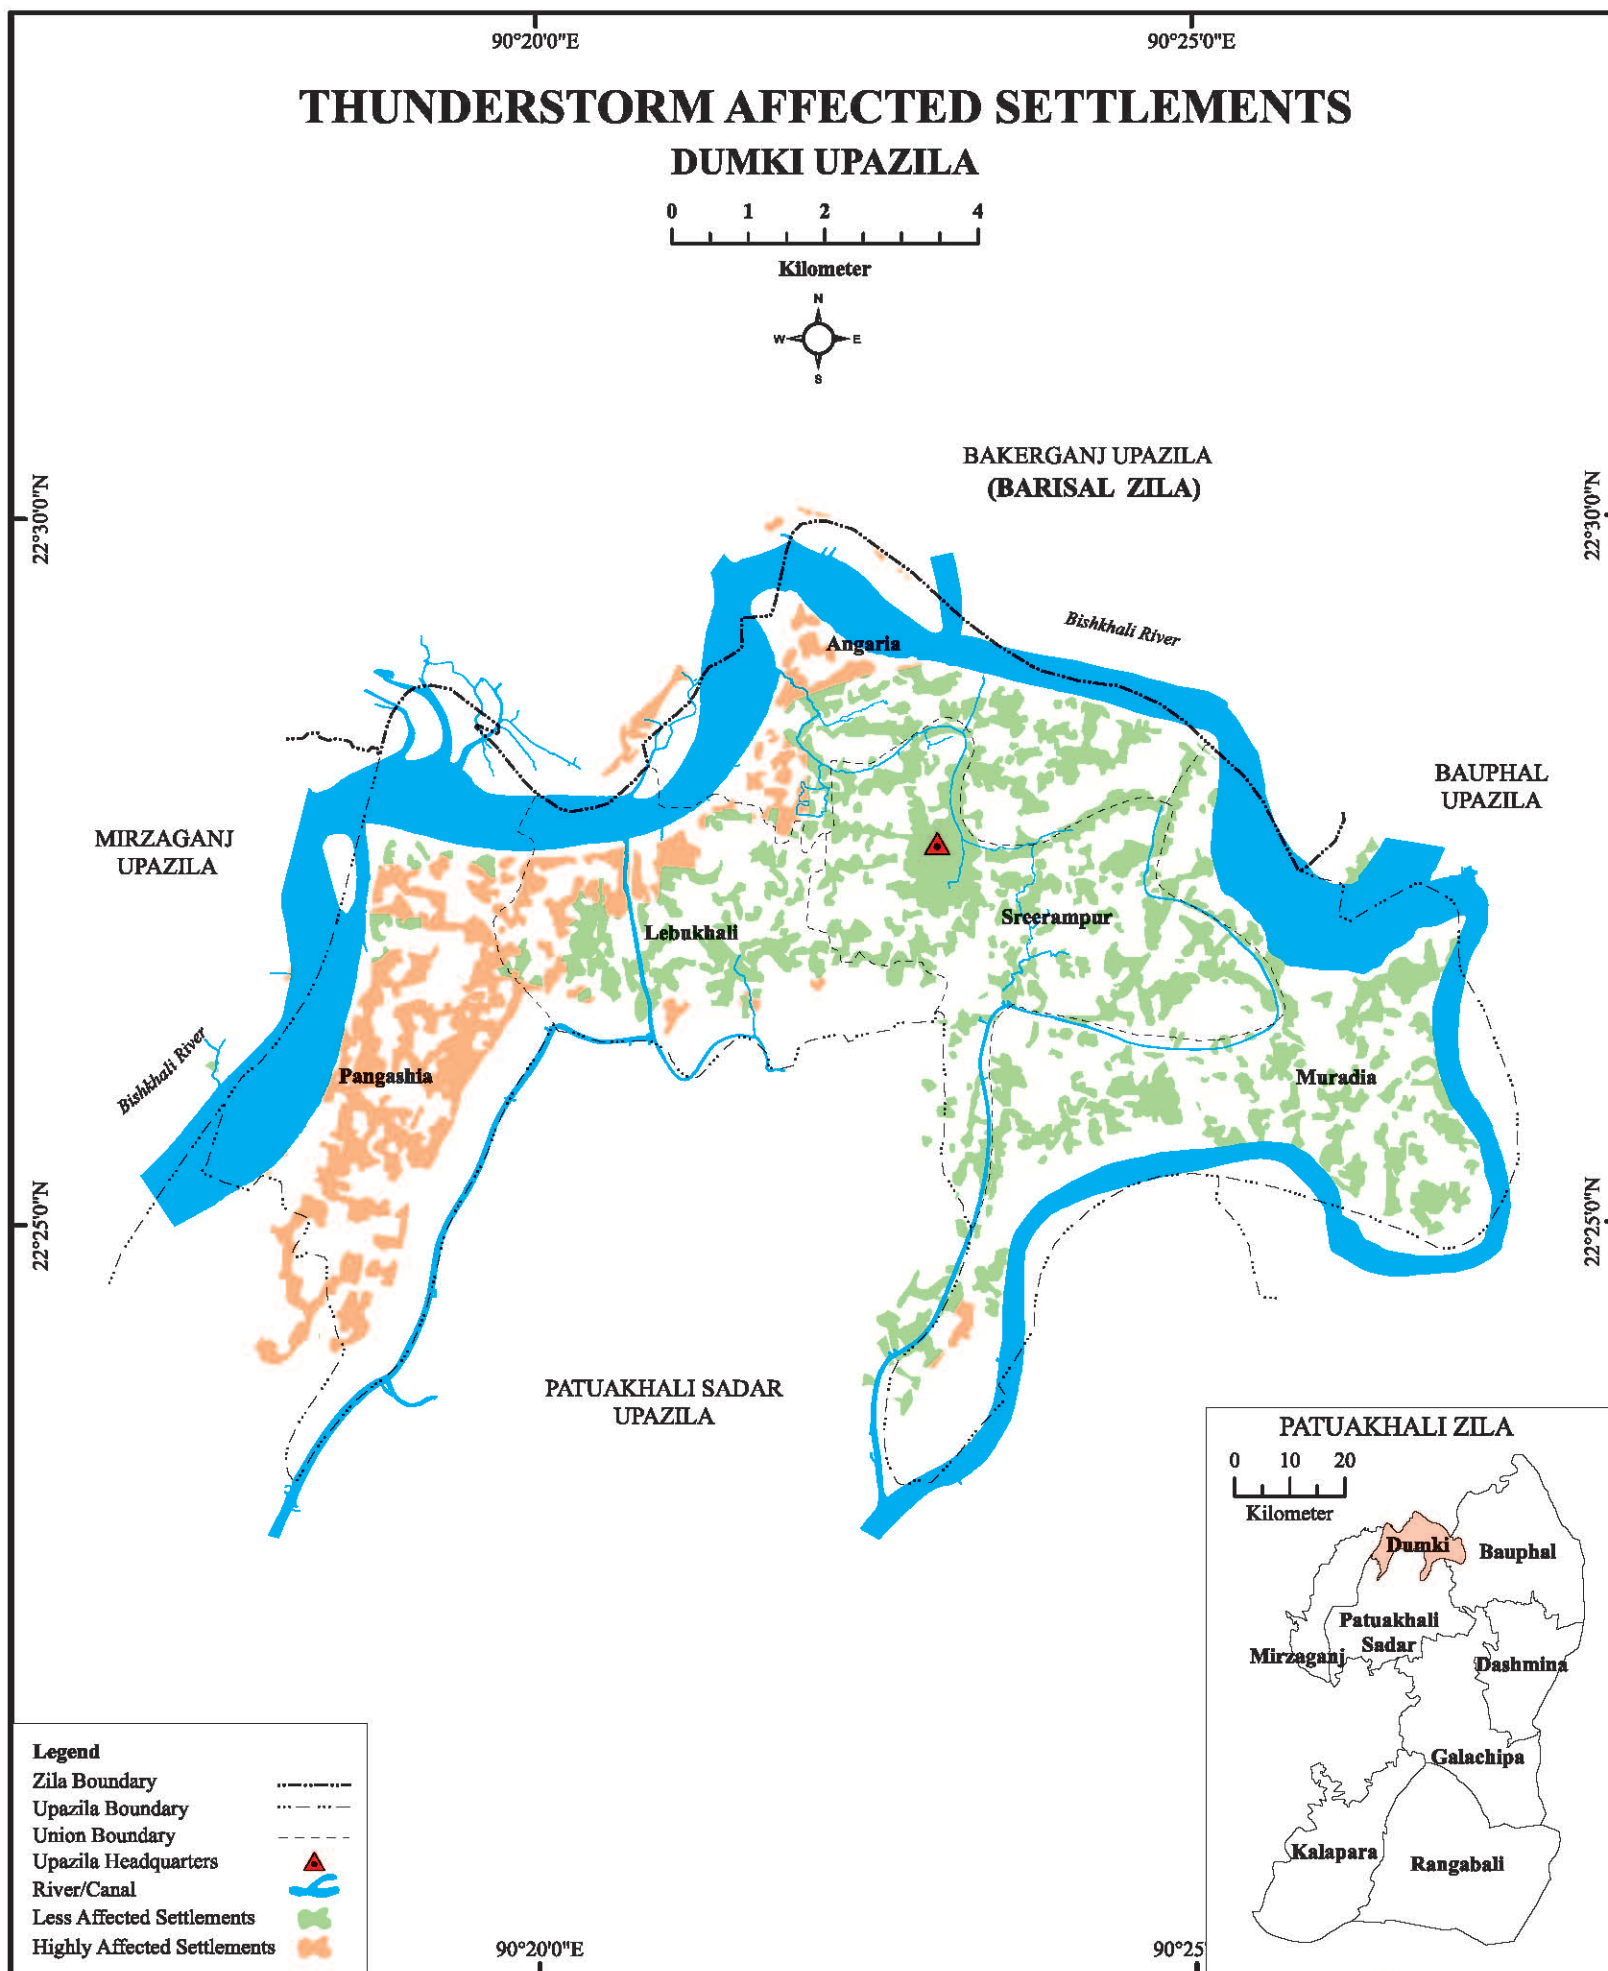 90°20'0"E
90°25'0"E
THUNDERSTORM AFFECTED SETTLEMENTS
DUMKI UPAZILA
0 1 2 4
Kilometer
N
W E
S
BAKERGANJ UPAZILA
(BARISAL ZILA)
22°30'0"N
22°30'0"N
Bishkhali River
Angaria
BAUPHAL
UPAZILA
MIRZAGANJ
UPAZILA
Lebukhali
Sreerampur
Bishkhali River
Pangashia
Muradia
22°25'0"N
22°25'0"N
PATUAKHALI SADAR
UPAZILA
PATUAKHALI ZILA
0 10 20
Kilometer
Dumki
Bauphal
Patuakhali
Sadar
Mirzaganj
Dashmina
Galachipa
Kalapara
Rangabali
Legend
Zila Boundary
Upazila Boundary
Union Boundary
Upazila Headquarters
River/Canal
Less Affected Settlements
Highly Affected Settlements
90°20'0"E
90°25'